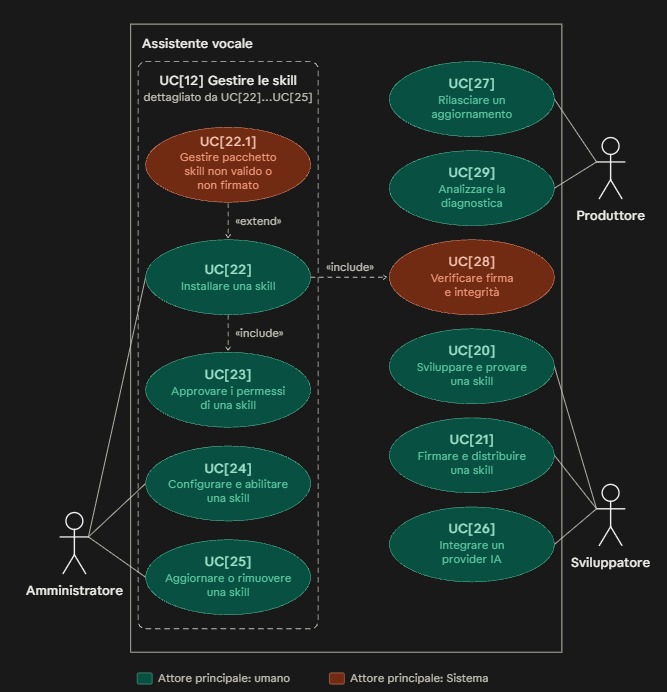 Assistente vocale
UC[12] Gestire le skill
dettagliato da UC[22]...UC[25]
UC[22.1]
Gestire pacchetto
skill non valido o
non firmato
«extend»
UC[22]
Installare una skill
«include»
«include»
UC[23]
Approvare i permessi
di una skill
UC[24]
Configurare e abilitare
una skill
UC[25]
Aggiornare o rimuovere
una skill
UC[27]
Rilasciare un
aggiornamento
UC[29]
Analizzare la
diagnostica
UC[28]
Verificare firma
e integrità
UC[20]
Sviluppare e provare
una skill
UC[21]
Firmare e distribuire
una skill
UC[26]
Integrare un
provider IA
Produttore
Sviluppatore
Amministratore
Attore principale: umano
Attore principale: Sistema